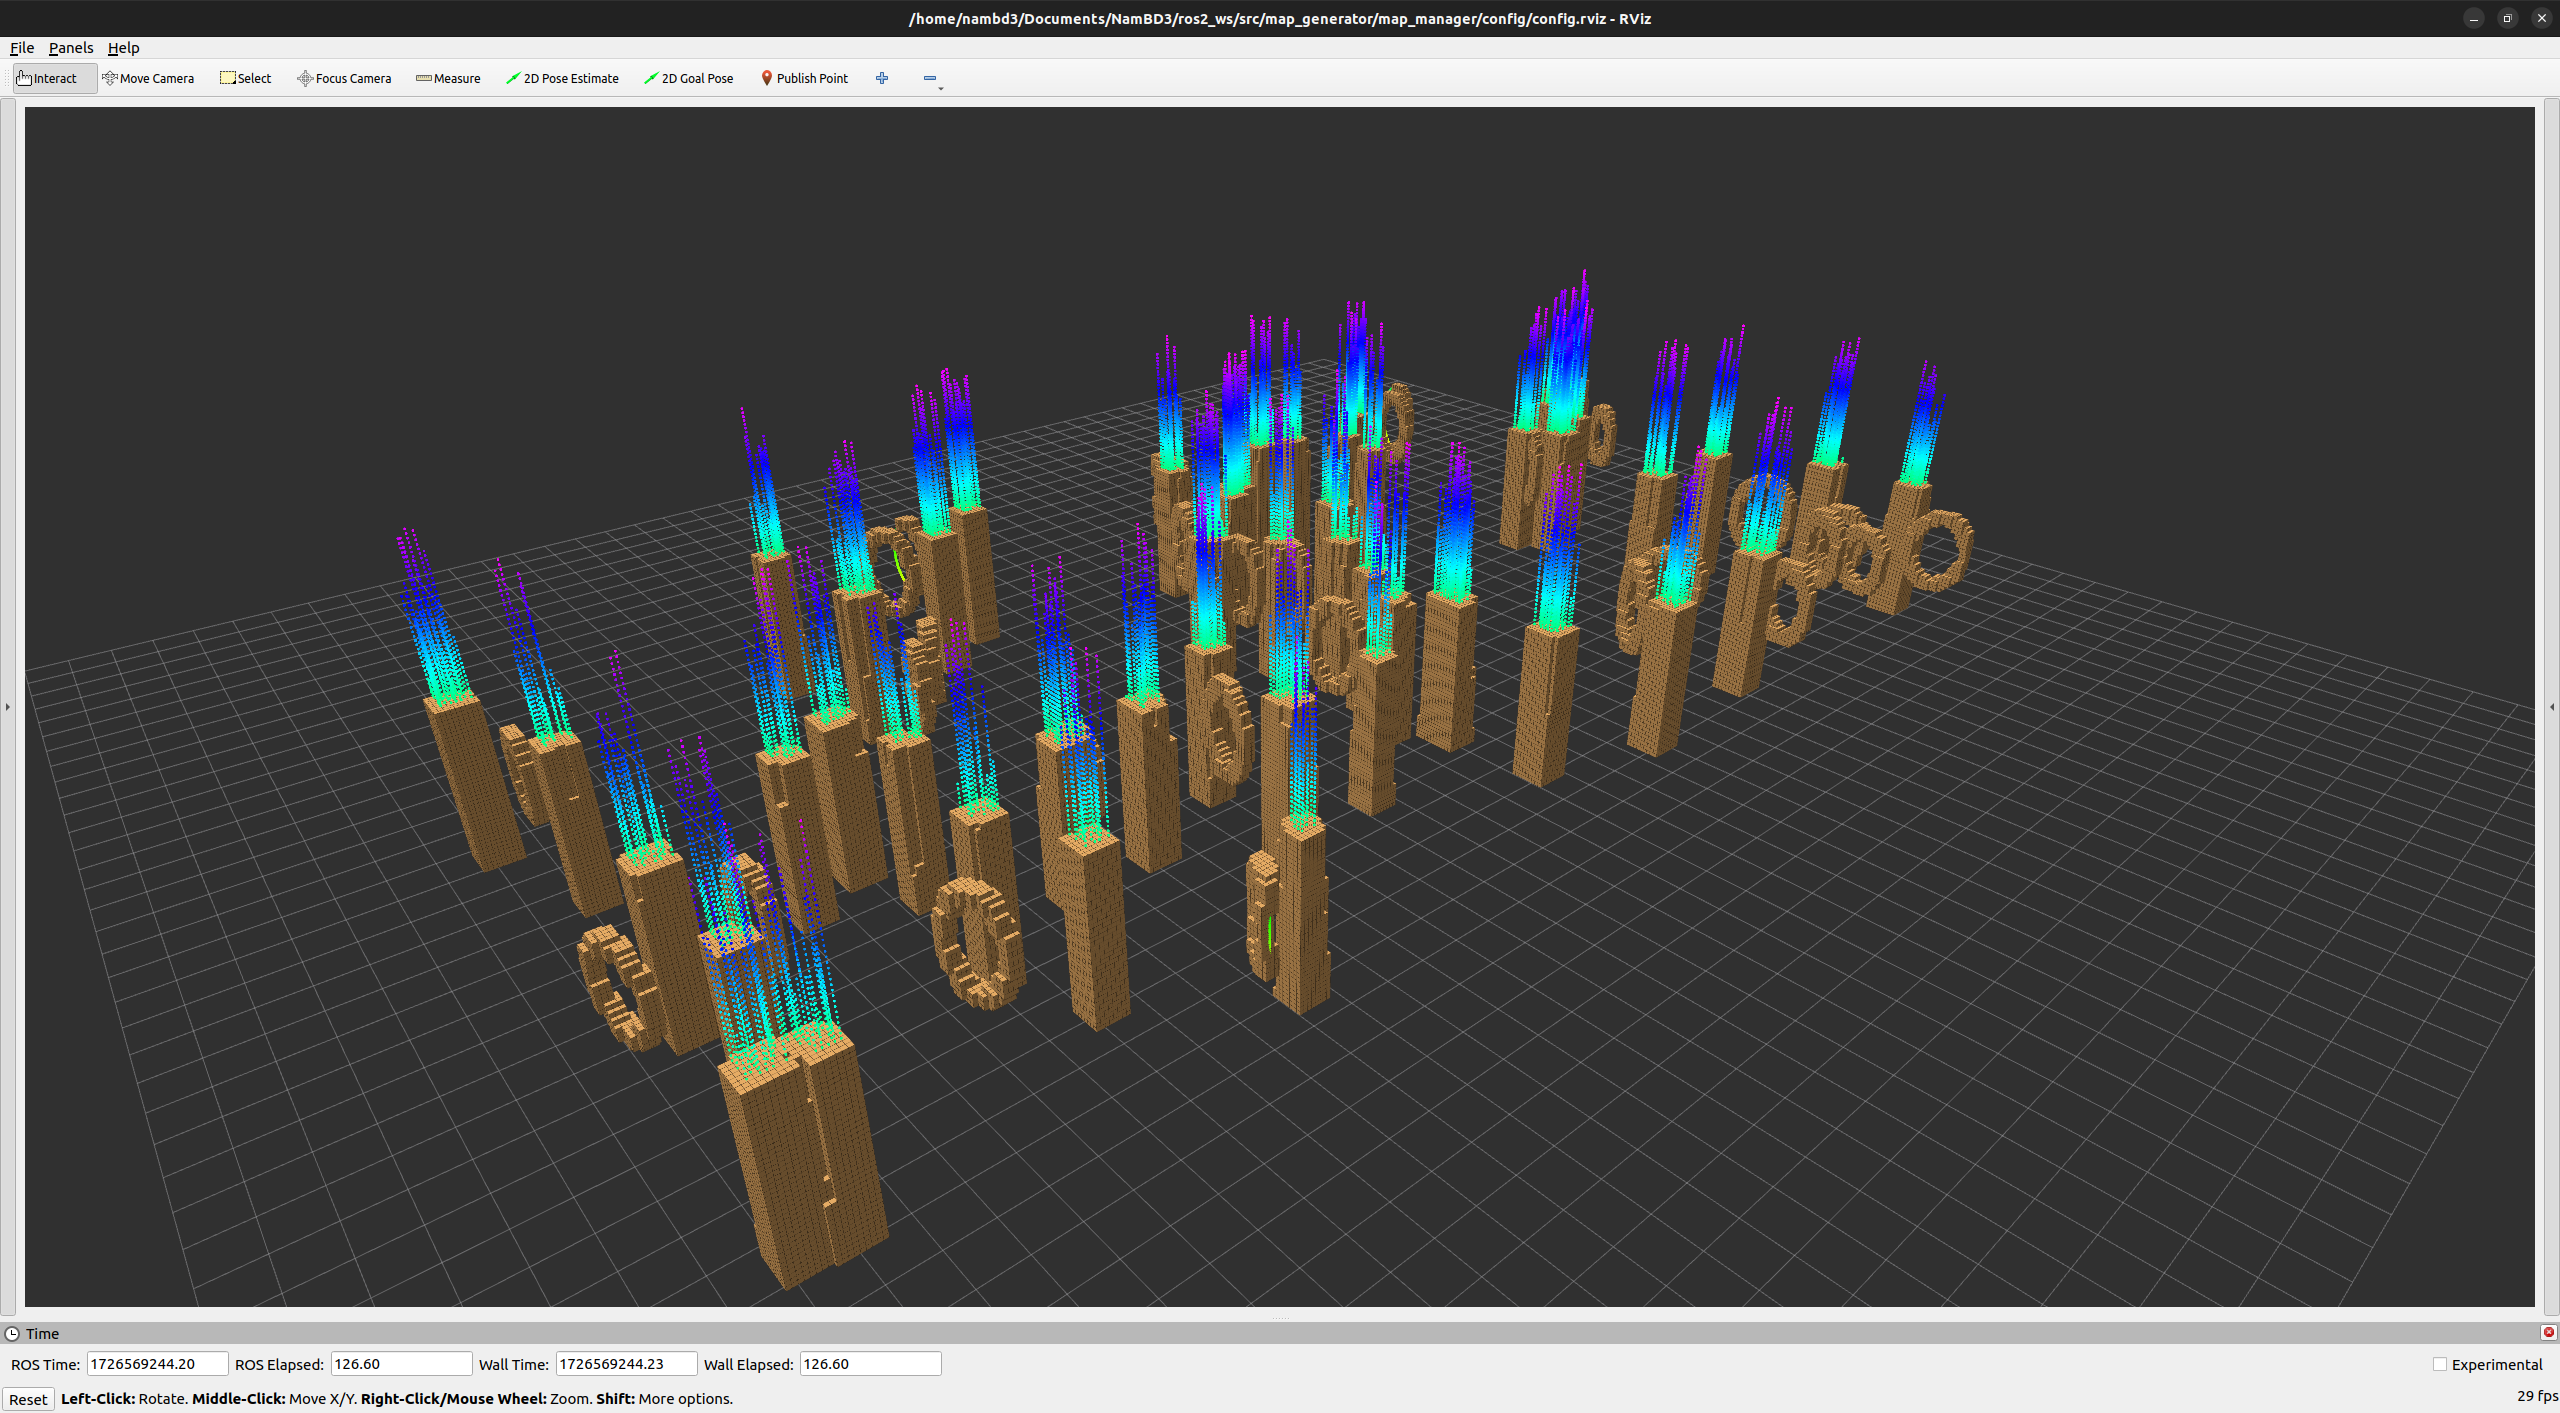 /home/nambd3/Documents/NamBD3/ros2_ws/src/map_generator/map_manager/config/config.rviz - RViz
File Panels Help
Interact Move Camera Select Focus Camera Measure 2D Pose Estimate 2D Goal Pose Publish Point
Time
ROS Time: 1726569244.20 ROS Elapsed: 126.60 Wall Time: 1726569244.23 Wall Elapsed: 126.60 Experimental
Reset Left-Click: Rotate. Middle-Click: Move X/Y. Right-Click/Mouse Wheel: Zoom. Shift: More options. 29 fps